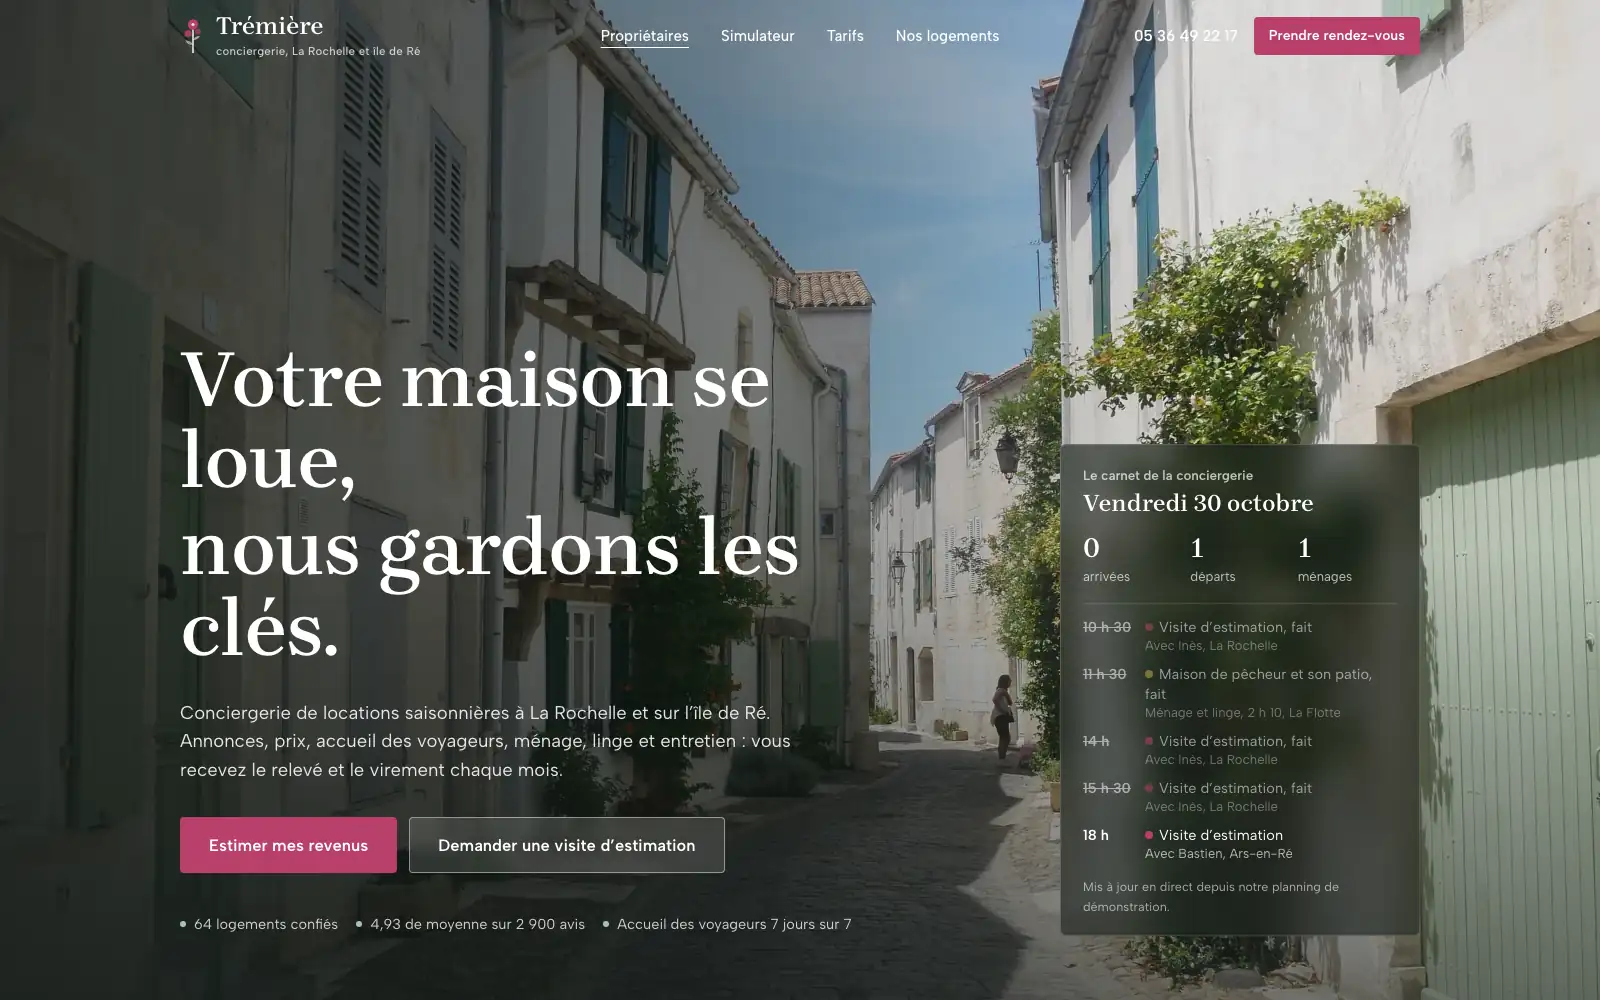 Trémière
conciergerie, La Rochelle et île de Ré
Propriétaires
Simulateur
Tarifs
Nos logements
05 36 49 22 17
Prendre rendez-vous
Votre maison se
loue,
nous gardons les
clés.
Conciergerie de locations saisonnières à La Rochelle et sur l’île de Ré.
Annonces, prix, accueil des voyageurs, ménage, linge et entretien : vous
recevez le relevé et le virement chaque mois.
Estimer mes revenus
Demander une visite d’estimation
64 logements confiés
4,93 de moyenne sur 2 900 avis
Accueil des voyageurs 7 jours sur 7
Le carnet de la conciergerie
Vendredi 30 octobre
0 1 1
arrivées départs ménages
10 h 30 Visite d’estimation, fait
Avec Inès, La Rochelle
11 h 30 Maison de pêcheur et son patio,
fait
Ménage et linge, 2 h 10, La Flotte
14 h Visite d’estimation, fait
Avec Inès, La Rochelle
15 h 30 Visite d’estimation, fait
Avec Inès, La Rochelle
18 h Visite d’estimation
Avec Bastien, Ars-en-Ré
Mis à jour en direct depuis notre planning de
démonstration.